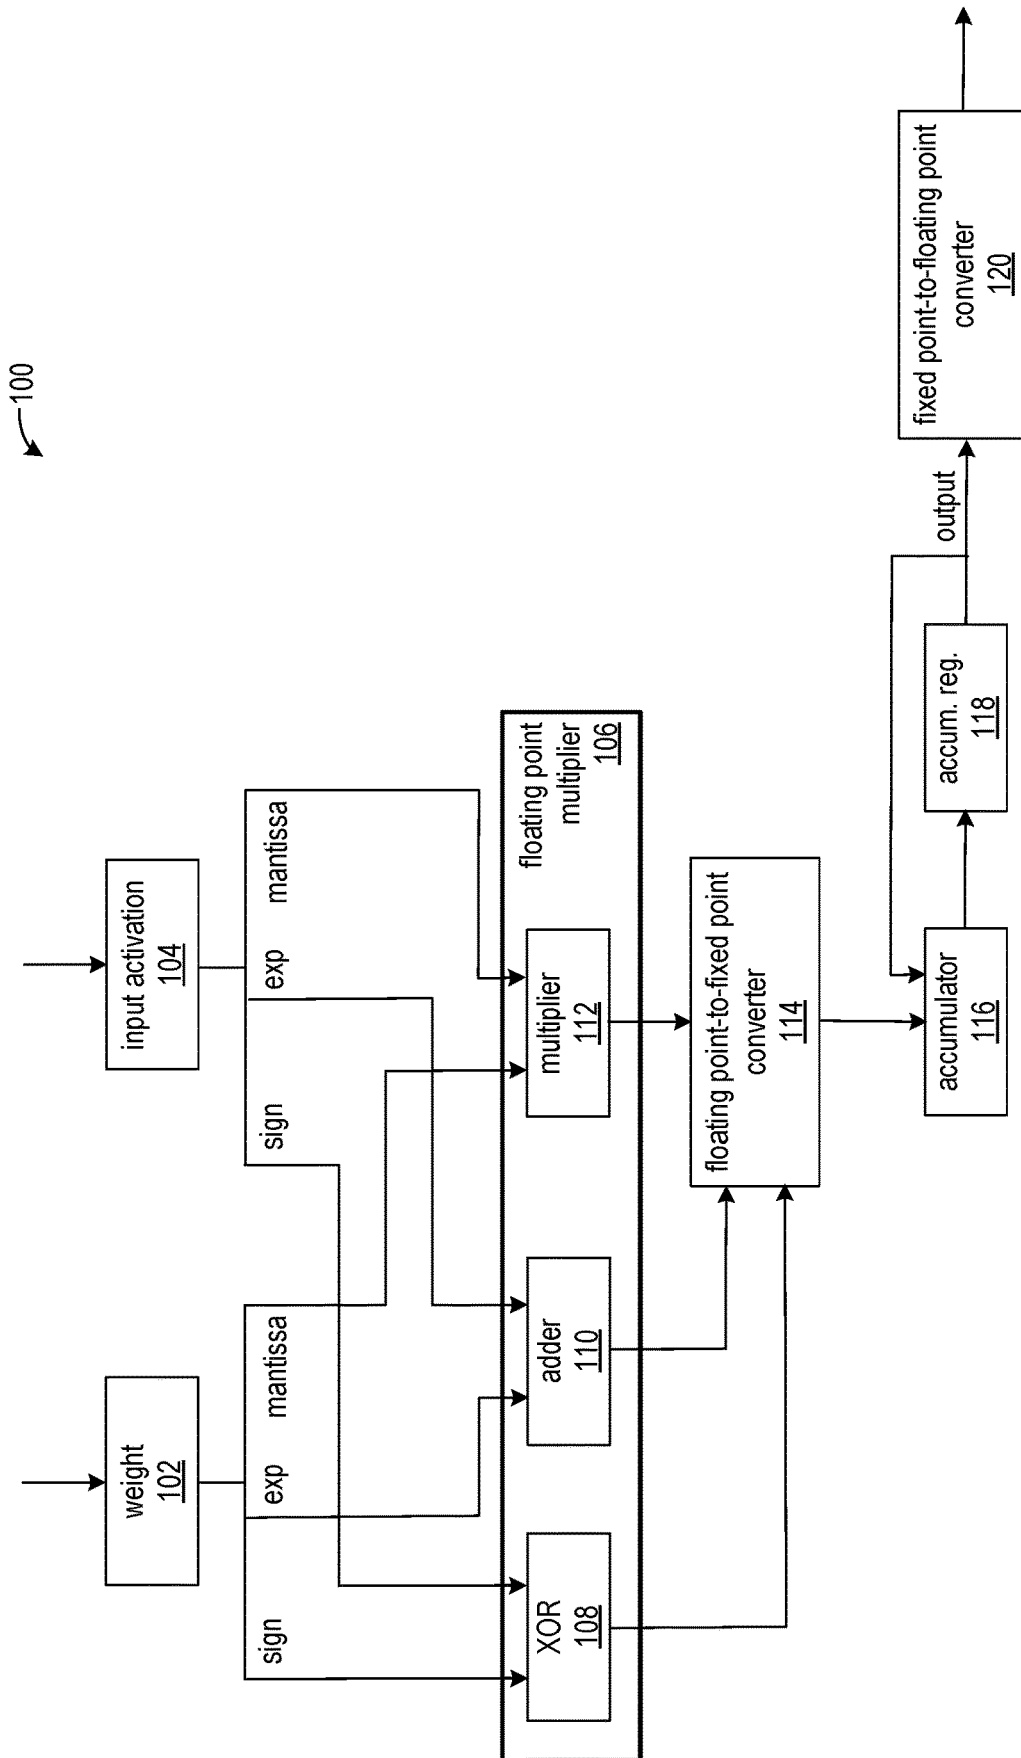 100
weight
102
input activation
104
sign
exp
mantissa
sign
exp
mantissa
floating point
multiplier
106
XOR
108
adder
110
multiplier
112
floating point-to-fixed point
converter
114
accumulator
116
accum. reg.
118
output
fixed point-to-floating point
converter
120